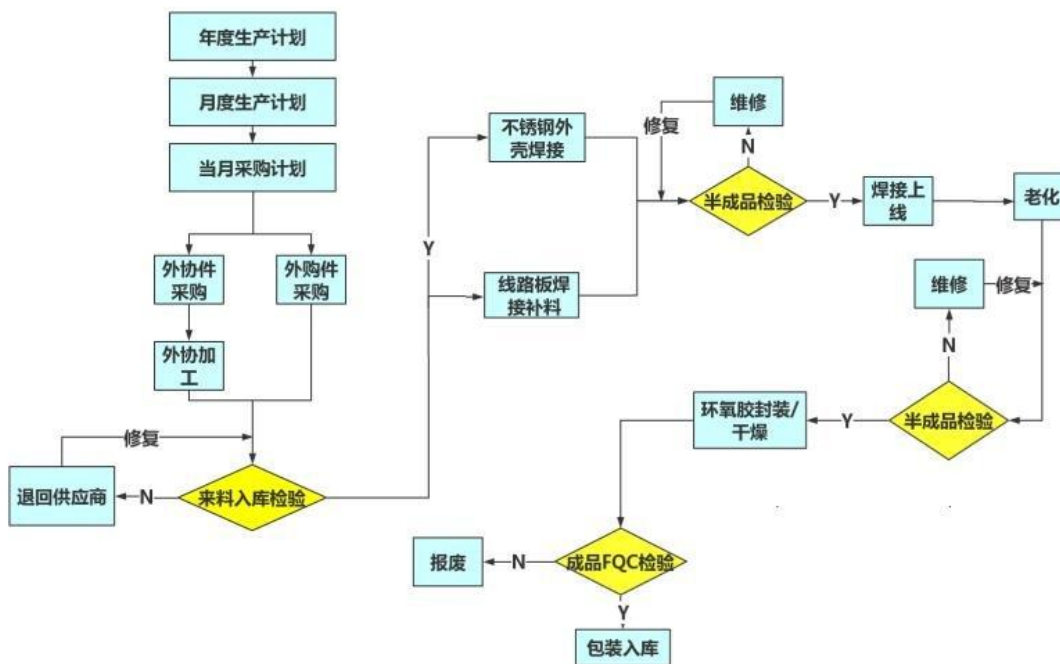 年度生产计划
月度生产计划
当月采购计划
外协件
采购
外购件
采购
外协加
工
修复
退回供应商
N
来料入库检验
Y
不锈钢外
壳焊接
线路板焊
接补料
维修
修复
N
半成品检验
Y
焊接上
线
老化
维修
修复
N
半成品检验
Y
环氧胶封装/
干燥
成品FQC检验
N
报废
Y
包装入库